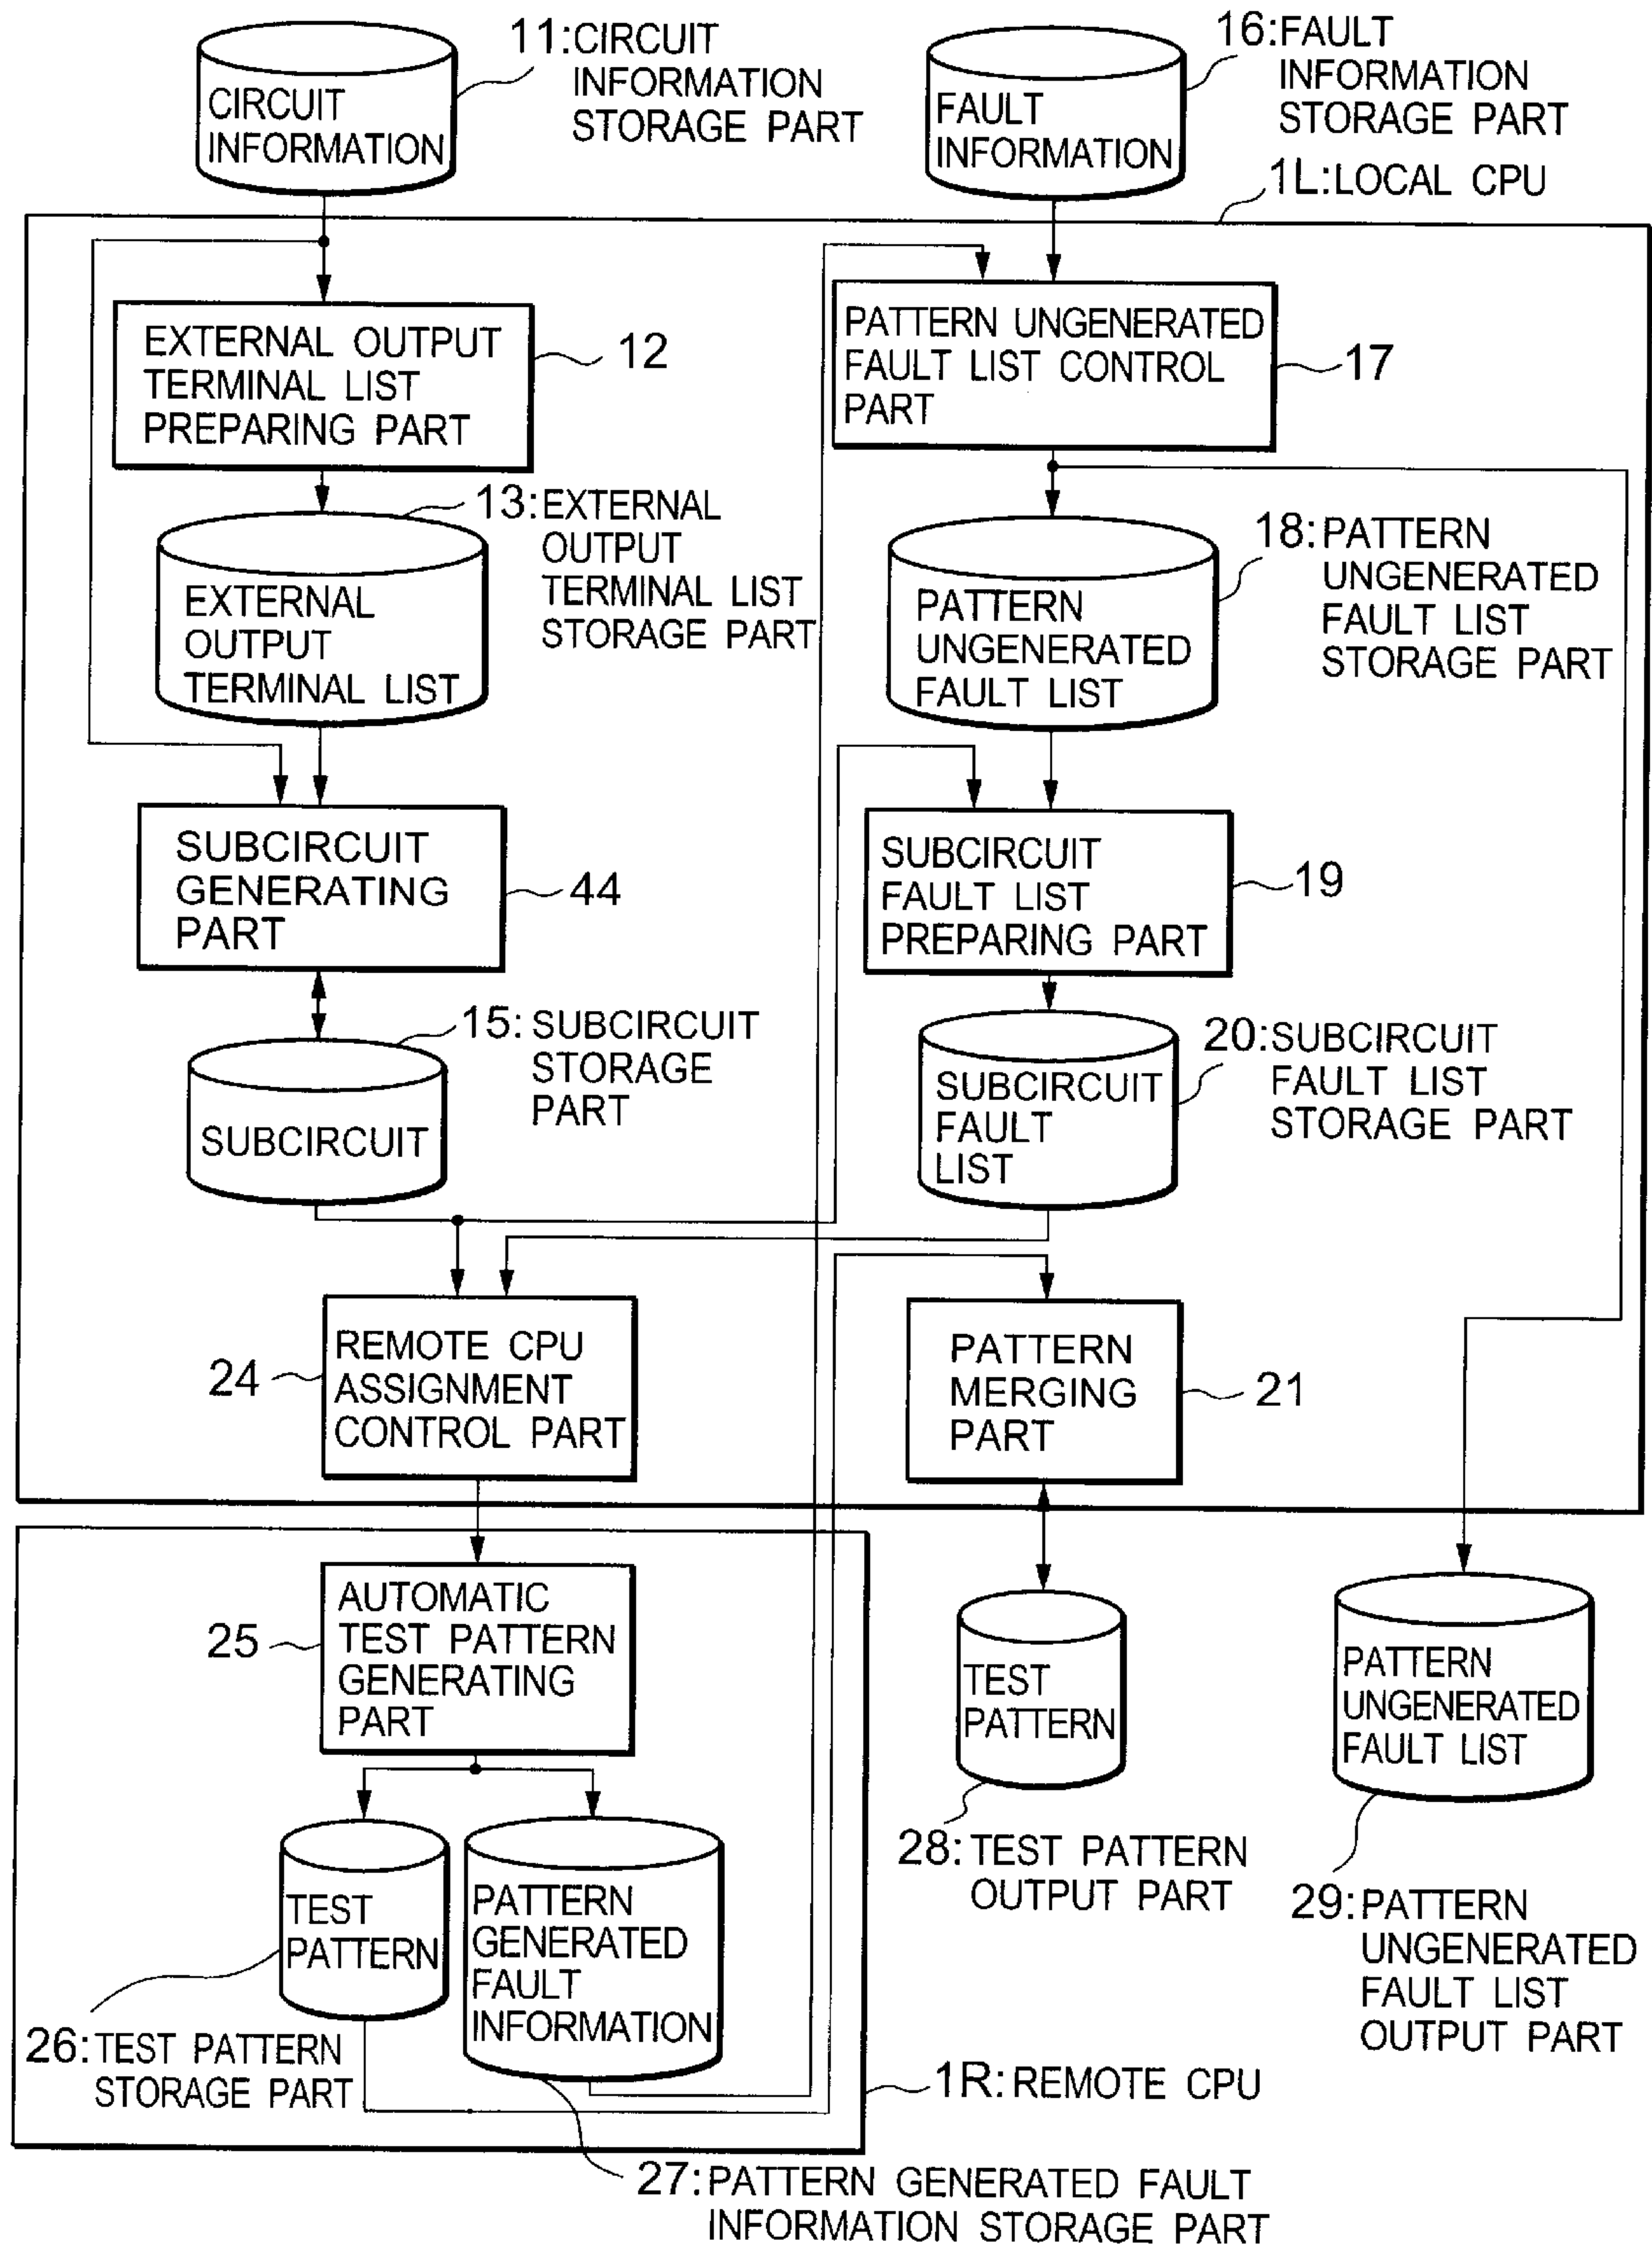 11:CIRCUIT
INFORMATION
STORAGE PART
CIRCUIT
INFORMATION
16:FAULT
INFORMATION
STORAGE PART
FAULT
INFORMATION
1L:LOCAL CPU
EXTERNAL OUTPUT
TERMINAL LIST
PREPARING PART
12
PATTERN UNGENERATED
FAULT LIST CONTROL
PART
17
13:EXTERNAL
OUTPUT
TERMINAL LIST
STORAGE PART
EXTERNAL
OUTPUT
TERMINAL LIST
18:PATTERN
UNGENERATED
FAULT LIST
STORAGE PART
PATTERN
UNGENERATED
FAULT LIST
SUBCIRCUIT
GENERATING
PART
44
SUBCIRCUIT
FAULT LIST
PREPARING PART
19
15:SUBCIRCUIT
STORAGE
PART
SUBCIRCUIT
20:SUBCIRCUIT
FAULT LIST
STORAGE PART
SUBCIRCUIT
FAULT
LIST
24
REMOTE CPU
ASSIGNMENT
CONTROL PART
PATTERN
MERGING
PART
21
25
AUTOMATIC
TEST PATTERN
GENERATING
PART
TEST
PATTERN
28:TEST PATTERN
OUTPUT PART
PATTERN
UNGENERATED
FAULT LIST
29:PATTERN
UNGENERATED
FAULT LIST
OUTPUT PART
TEST
PATTERN
26:TEST PATTERN
STORAGE PART
PATTERN
GENERATED
FAULT
INFORMATION
1R:REMOTE CPU
27:PATTERN GENERATED FAULT
INFORMATION STORAGE PART